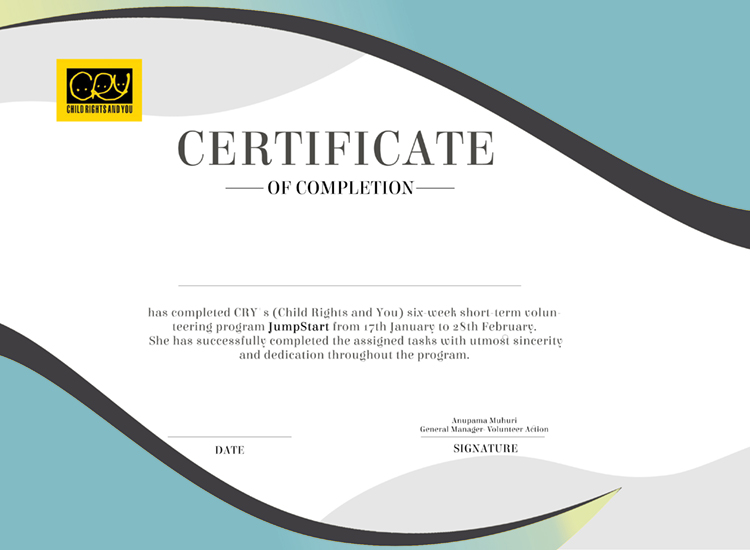 CRY
CHILD RIGHTS AND YOU
CERTIFICATE
OF COMPLETION
has completed CRY s (Child Rights and You) six-week short-term volun-
teering program JumpStart from 17th January to 28th February.
She has successfully completed the assigned tasks with utmost sincerity
and dedication throughout the program.
Anupama Muhuri
General Manager- Volunteer Action
DATE
SIGNATURE